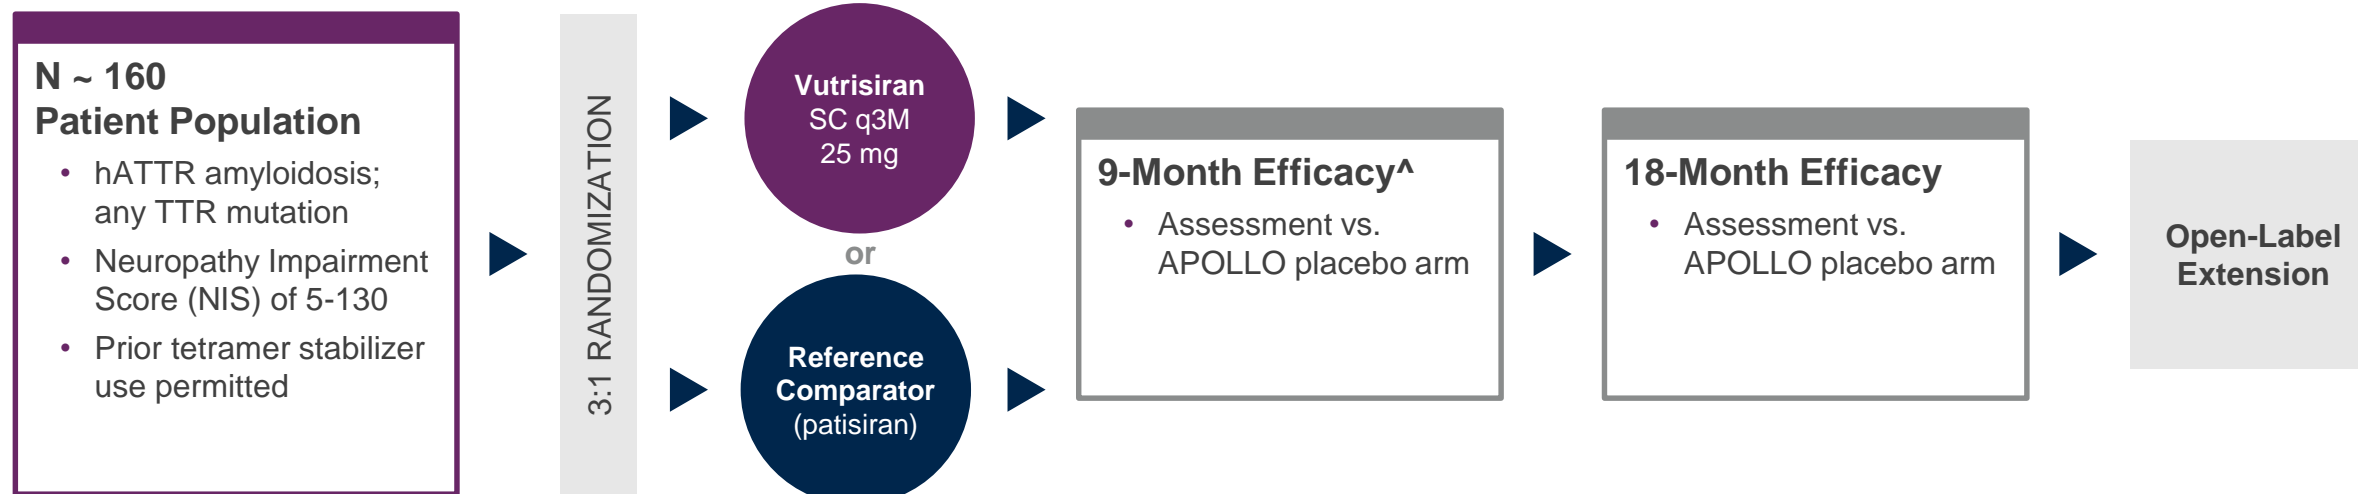 N ~ 160
Patient Population
• hATTR amyloidosis;
any TTR mutation
• Neuropathy Impairment
Score (NIS) of 5-130
• Prior tetramer stabilizer
use permitted
3:1 RANDOMIZATION
Vutrisiran
SC q3M
25 mg
or
Reference
Comparator
(patisiran)
9-Month Efficacy^
• Assessment vs.
APOLLO placebo arm
18-Month Efficacy
• Assessment vs.
APOLLO placebo arm
Open-Label
Extension